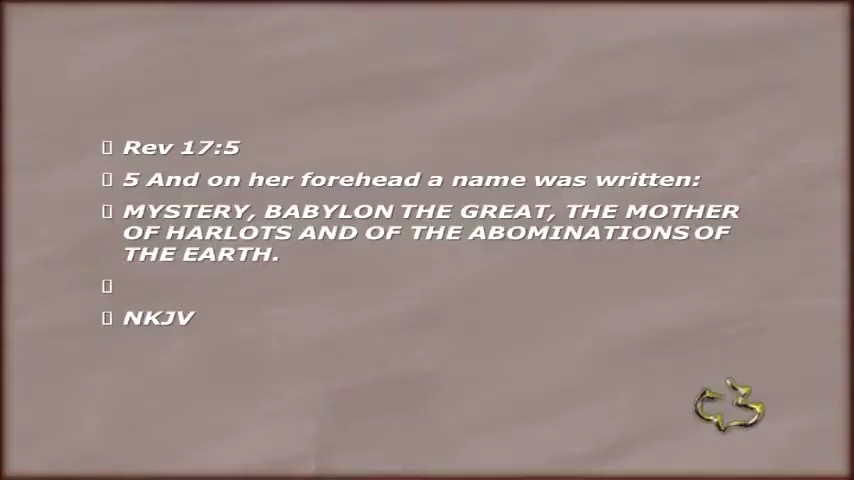 Rev 17:5
5 And on her forehead a name was written:
MYSTERY, BABYLON THE GREAT, THE MOTHER
OF HARLOTS AND OF THE ABOMINATIONS OF
THE EARTH.
NKJV